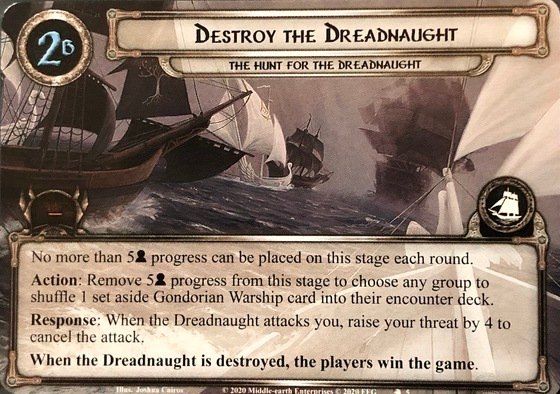 2B
DESTROY THE DREADNAUGHT
THE HUNT FOR THE DREADNAUGHT
No more than 5 progress can be placed on this stage each round.
Action: Remove 5 progress from this stage to choose any group to
shuffle 1 set aside Gondorian Warship card into their encounter deck.
Response: When the Dreadnaught attacks you, raise your threat by 4 to
cancel the attack.
When the Dreadnaught is destroyed, the players win the game.
Illus. Joshua Cairos © 2020 Middle-earth Enterprises © 2020 FFG 5